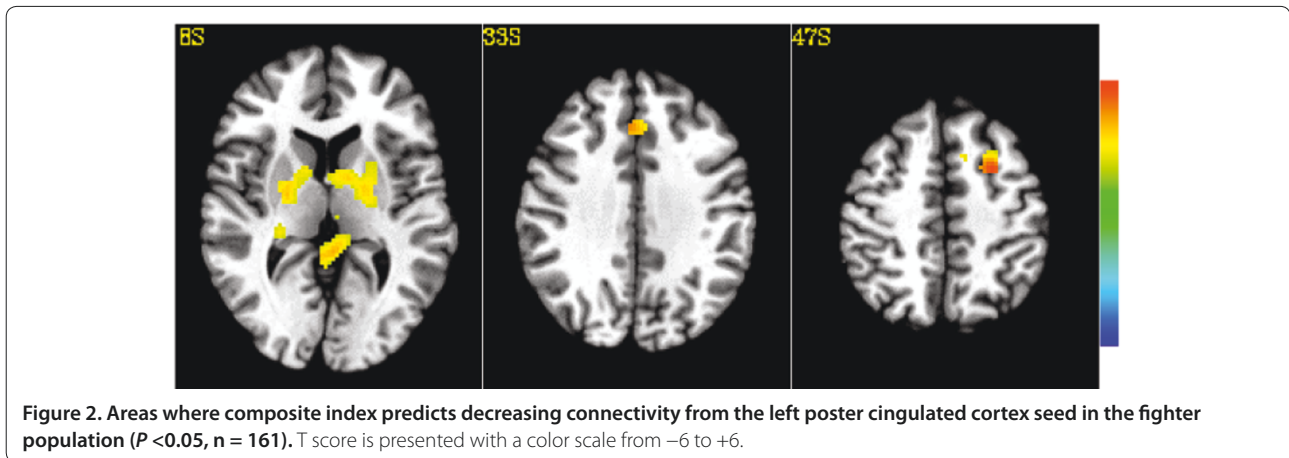 8S
33S
47S
Figure 2. Areas where composite index predicts decreasing connectivity from the left poster cingulated cortex seed in the fighter
population (P <0.05, n = 161). T score is presented with a color scale from −6 to +6.